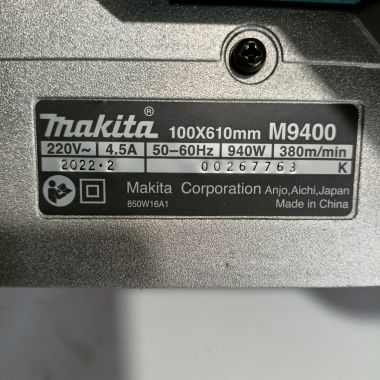 makita® 100X610mm M9400
220V~ 4.5A 50–60Hz 940W 380m/min
2022・2 00267763 K
Makita Corporation Anjo,Aichi,Japan
850W16A1 Made in China